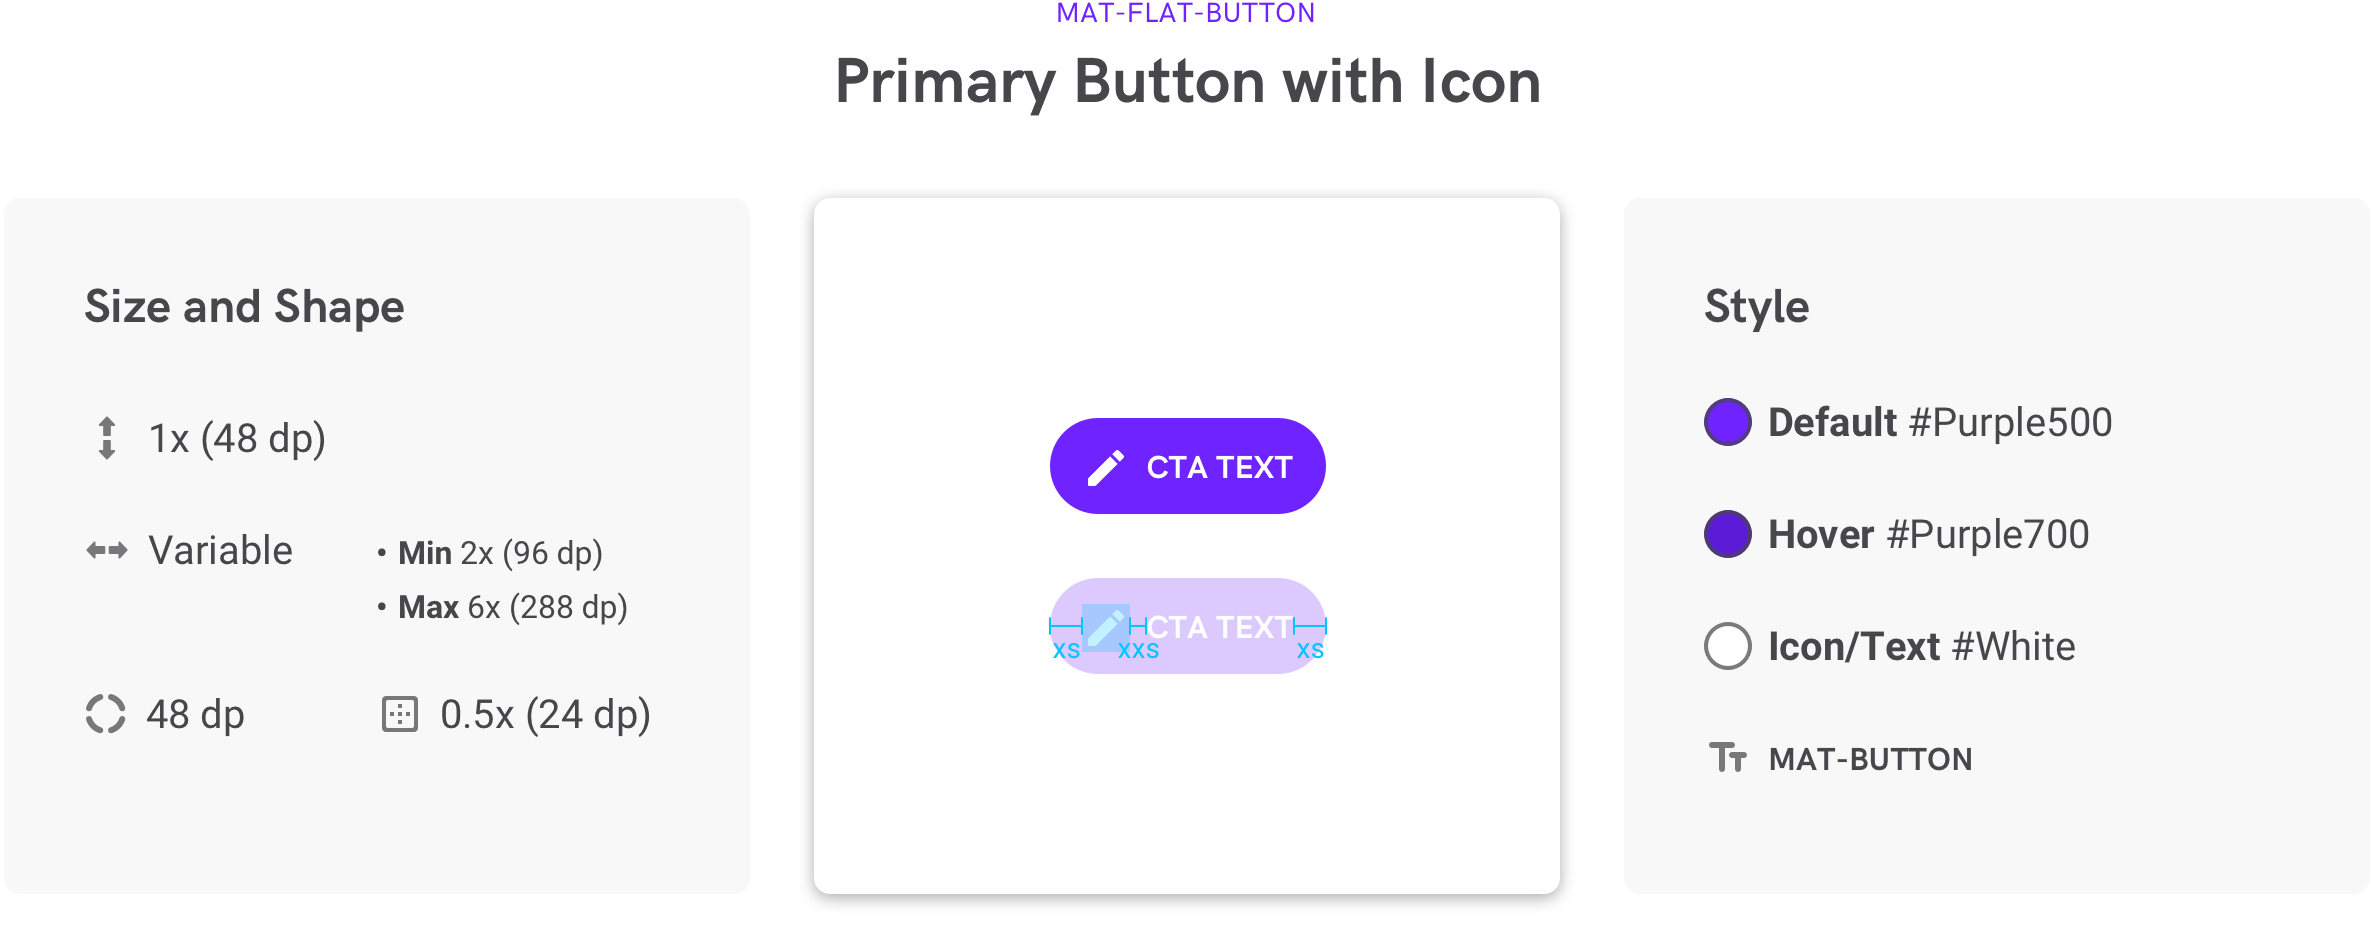 MAT-FLAT-BUTTON
Primary Button with Icon
Size and Shape
1x (48 dp)
Variable
• Min 2x (96 dp)
• Max 6x (288 dp)
48 dp
0.5x (24 dp)
CTA TEXT
CTA TEXT
XS
XXS
XS
Style
Default #Purple500
Hover #Purple700
Icon/Text #White
Tт MAT-BUTTON